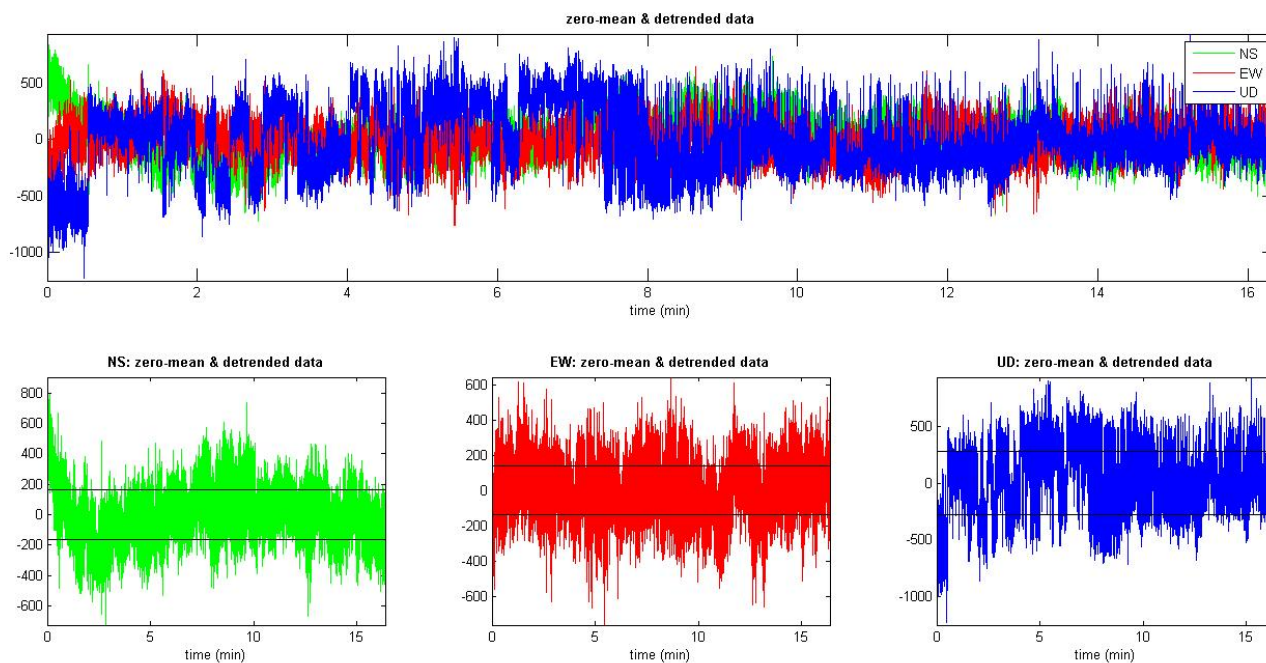 zero-mean & detrended data
NS
EW
UD
500
0
-500
-1000
0 2 4 6 8 10 12 14 16
time (min)
NS: zero-mean & detrended data
800
600
400
200
0
-200
-400
-600
0 5 10 15
time (min)
EW: zero-mean & detrended data
600
400
200
0
-200
-400
-600
0 5 10 15
time (min)
UD: zero-mean & detrended data
500
0
-500
-1000
0 5 10 15
time (min)